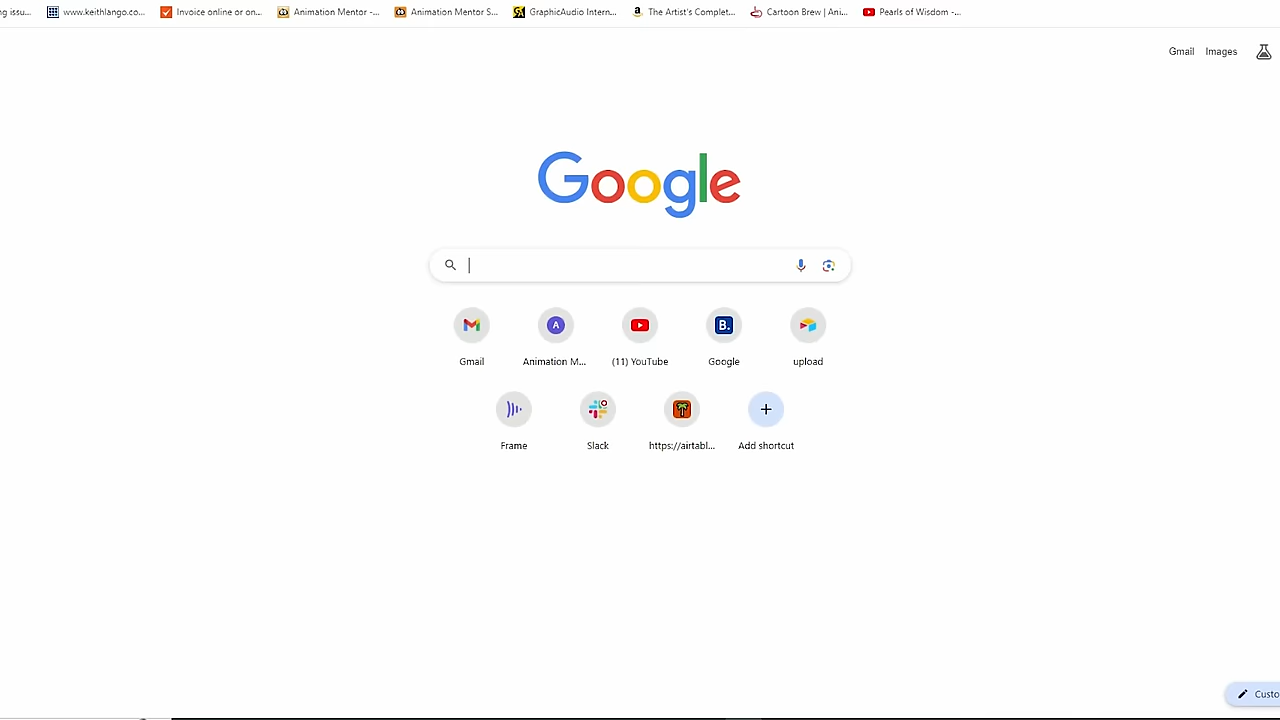 ng issu... www.keithlango.co... Invoice online or on... Animation Mentor -... Animation Mentor S... GraphicAudio Intern... The Artist's Complet... Cartoon Brew | Ani... Pearls of Wisdom -...
Gmail Images
Google
Gmail Animation M... (11) YouTube Google upload
Frame Slack https://airtabl... Add shortcut
Custo